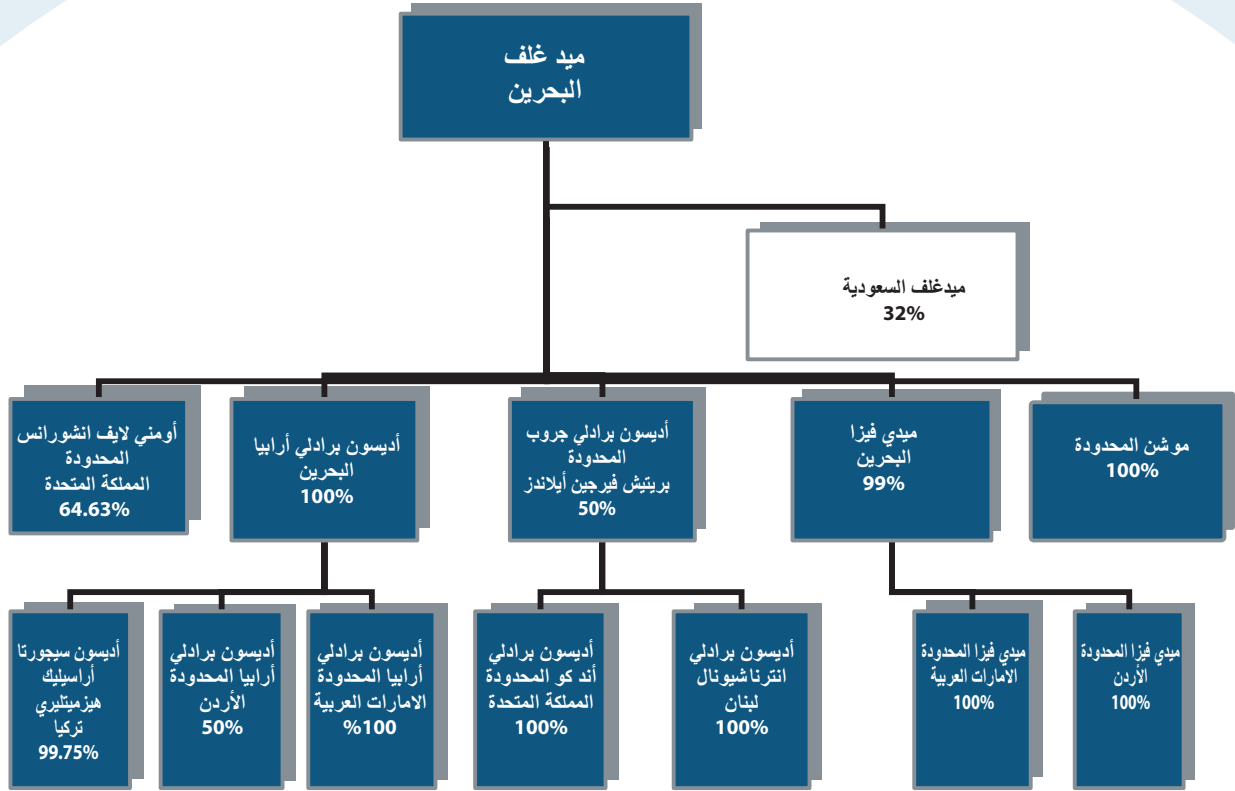 ميد غلف
البحرين
ميدغلف السعودية
32%
موشن المحدودة
100%
ميدي فيزا
البحرين
99%
أديسون برادلي جروب
المحدودة
بريتيش فيرجين أيلاندز
50%
أديسون برادلي أرابيا
البحرين
100%
أومني لايف انشورانس
المحدودة
المملكة المتحدة
64.63%
ميدي فيزا المحدودة
الأردن
100%
ميدي فيزا المحدودة
الامارات العربية
100%
أديسون برادلي
انترناشيونال
لبنان
100%
أديسون برادلي
أند كو المحدودة
المملكة المتحدة
100%
أديسون برادلي
أرابيا المحدودة
الامارات العربية
%100
أديسون برادلي
أرابيا المحدودة
الأردن
50%
أديسون سيجورتا
أراسيليك
هيزميتليري
تركيا
99.75%